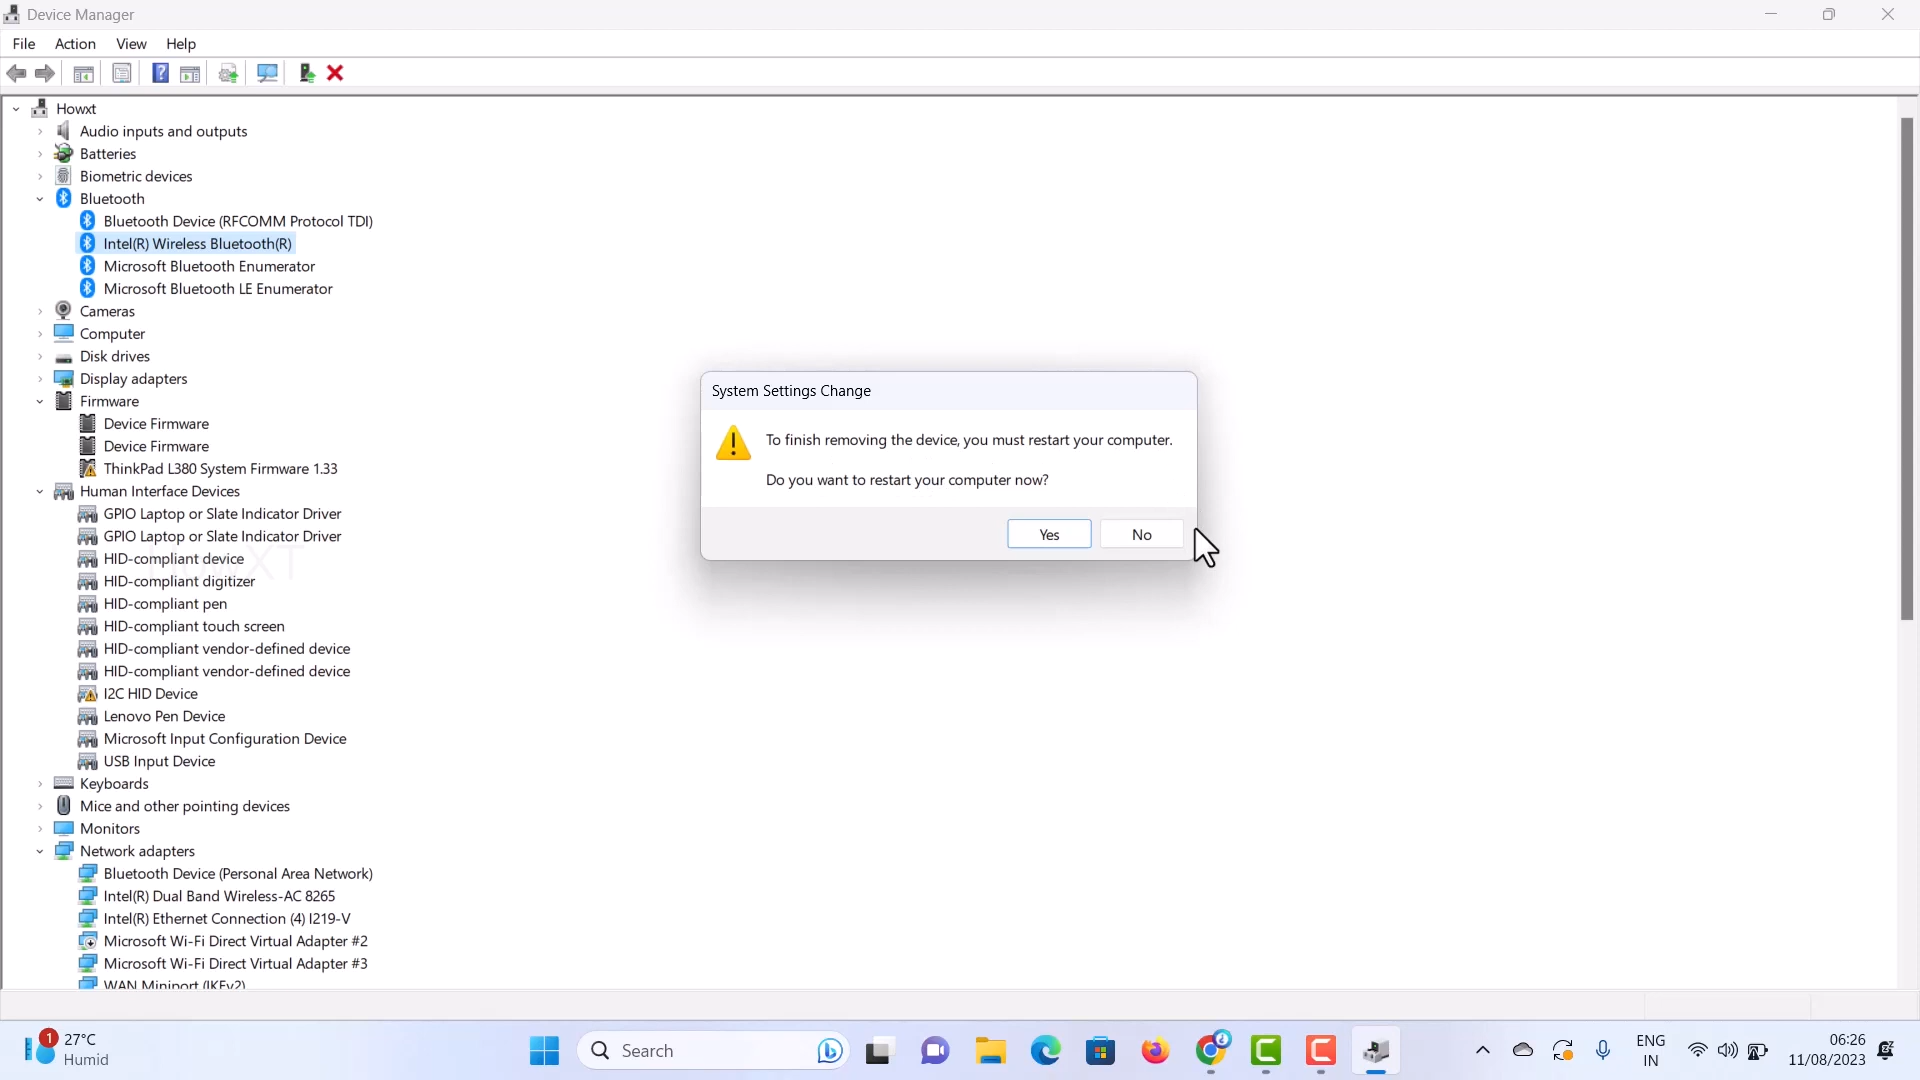 Device Manager
File Action View Help
Howxt
Audio inputs and outputs
Batteries
Biometric devices
Bluetooth
Bluetooth Device (RFCOMM Protocol TDI)
Intel(R) Wireless Bluetooth(R)
Microsoft Bluetooth Enumerator
Microsoft Bluetooth LE Enumerator
Cameras
Computer
Disk drives
Display adapters
Firmware
Device Firmware
Device Firmware
ThinkPad L380 System Firmware 1.33
Human Interface Devices
GPIO Laptop or Slate Indicator Driver
GPIO Laptop or Slate Indicator Driver
HID-compliant device
HID-compliant digitizer
HID-compliant pen
HID-compliant touch screen
HID-compliant vendor-defined device
HID-compliant vendor-defined device
I2C HID Device
Lenovo Pen Device
Microsoft Input Configuration Device
USB Input Device
Keyboards
Mice and other pointing devices
Monitors
Network adapters
Bluetooth Device (Personal Area Network)
Intel(R) Dual Band Wireless-AC 8265
Intel(R) Ethernet Connection (4) I219-V
Microsoft Wi-Fi Direct Virtual Adapter #2
Microsoft Wi-Fi Direct Virtual Adapter #3
WAN Miniport (IKEv2)
System Settings Change
To finish removing the device, you must restart your computer.
Do you want to restart your computer now?
Yes No
1
27°C
Humid
Search
ENG
IN
06:26
11/08/2023